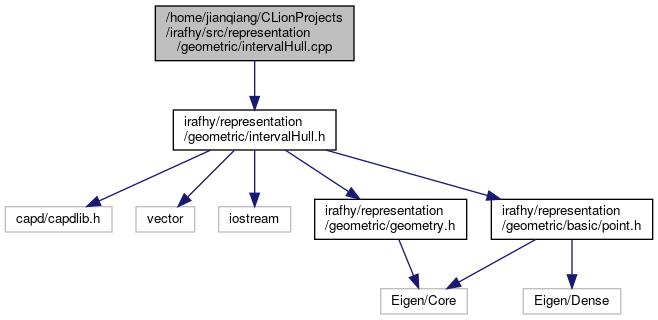 /home/jianqiang/CLionProjects
/irafhy/src/representation
/geometric/intervalHull.cpp
irafhy/representation
/geometric/intervalHull.h
capd/capdlib.h
vector
iostream
irafhy/representation
/geometric/geometry.h
irafhy/representation
/geometric/basic/point.h
Eigen/Core
Eigen/Dense